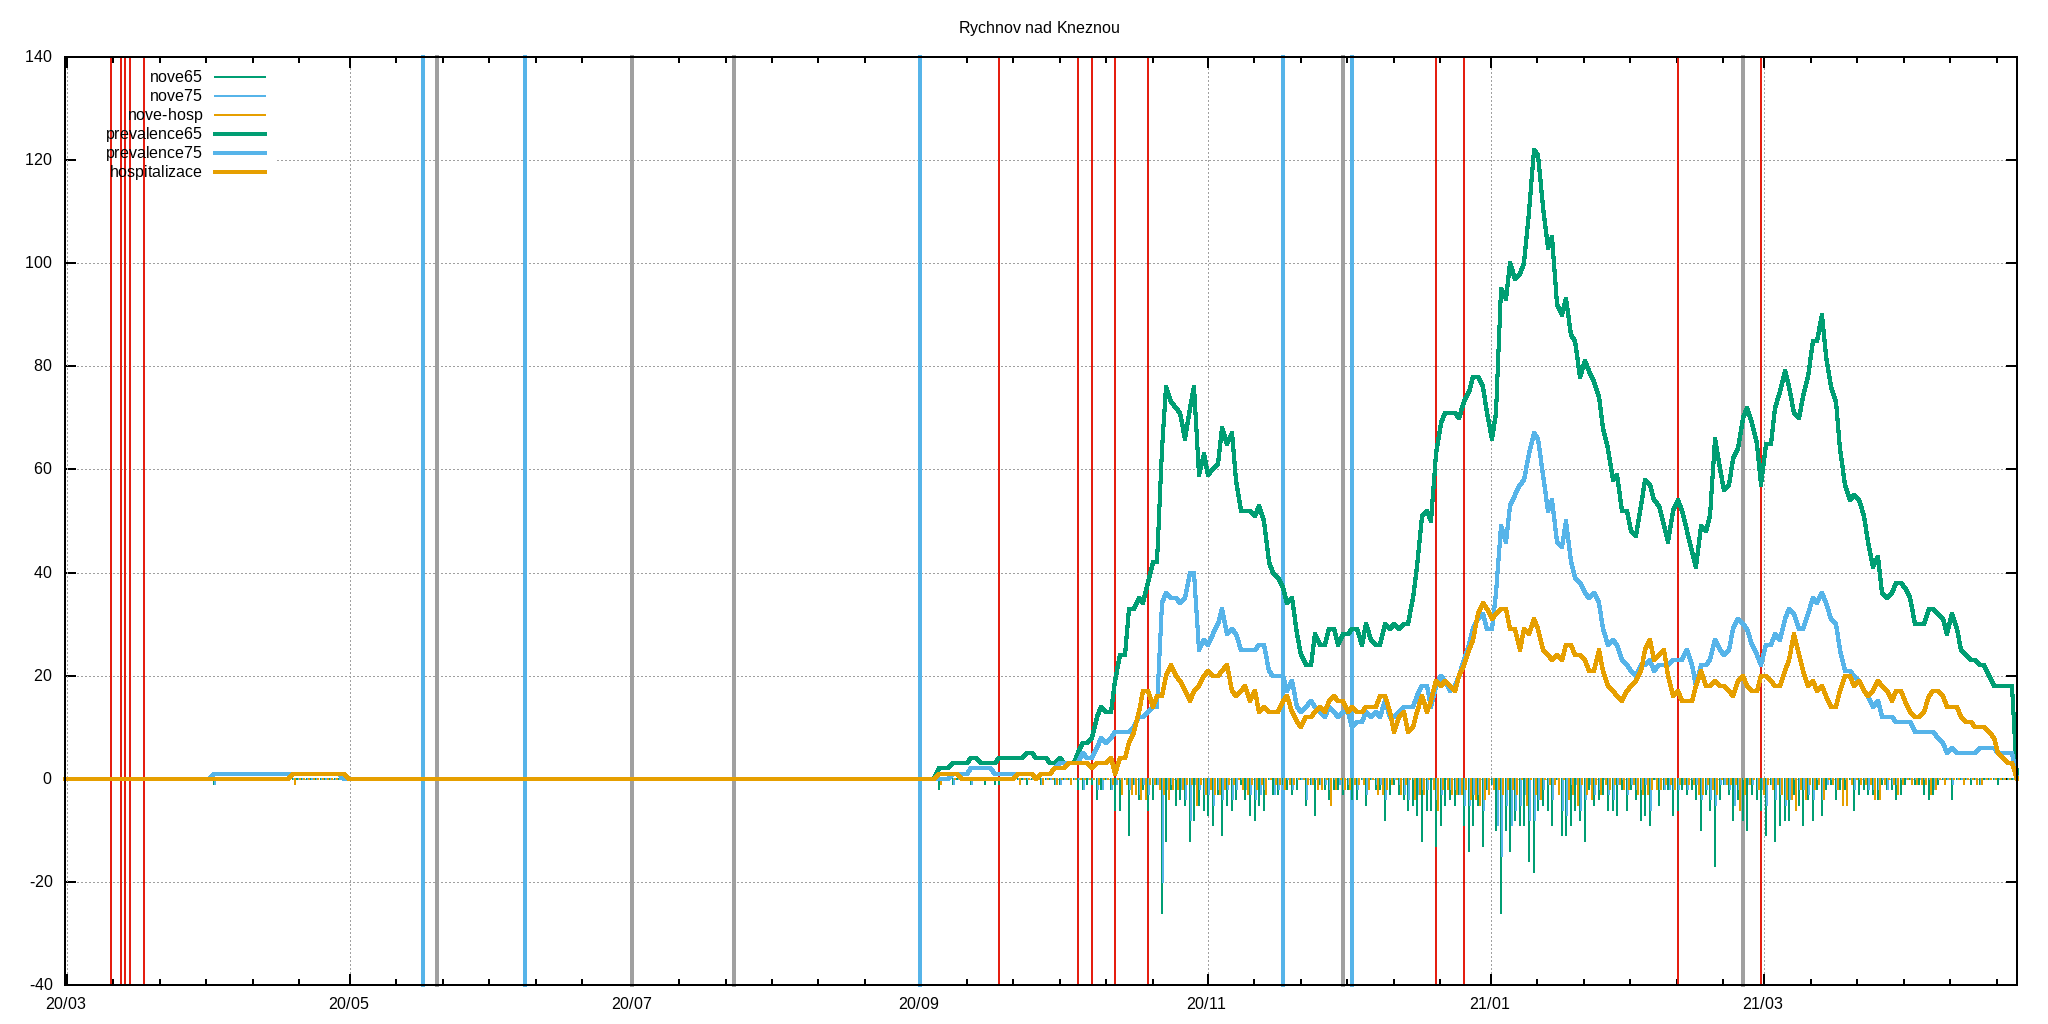 Rychnov nad Kneznou
140
120
100
80
60
40
20
0
-20
-40
nove65
nove75
nove-hosp
prevalence65
prevalence75
hospitalizace
20/03 20/05 20/07 20/09 20/11 21/01 21/03